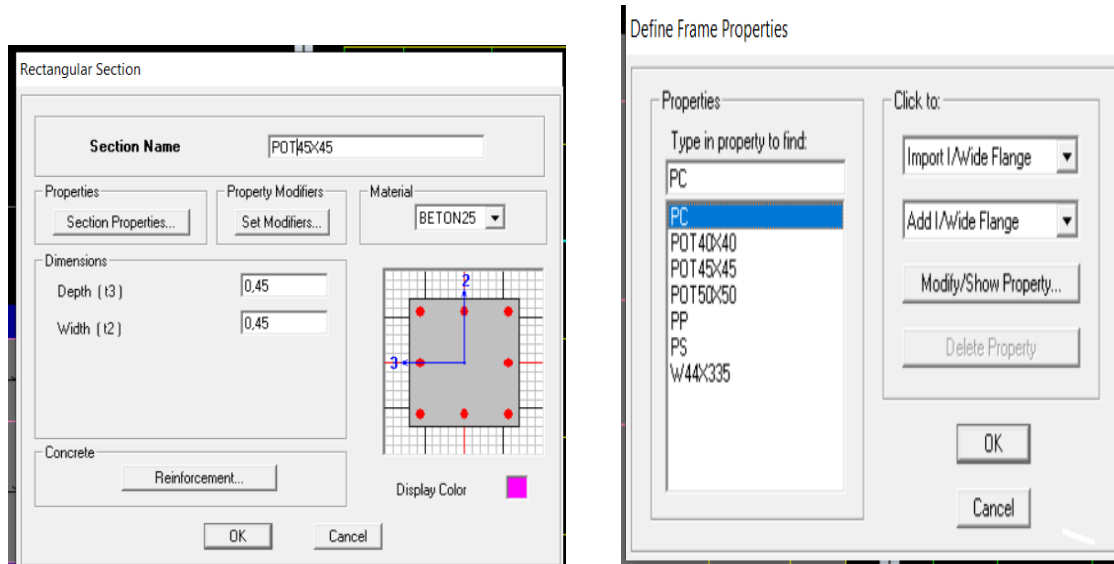 Rectangular Section
Section Name
POT45X45
Properties
Section Properties...
Property Modifiers
Set Modifiers...
Material
BETON25
Dimensions
Depth ( t3 )
0,45
Width ( t2 )
0,45
2
3
Concrete
Reinforcement...
Display Color
OK
Cancel
Define Frame Properties
Properties
Type in property to find:
PC
PC
POT40X40
POT45X45
POT50X50
PP
PS
W44X335
Click to:
Import I/Wide Flange
Add I/Wide Flange
Modify/Show Property...
Delete Property
OK
Cancel